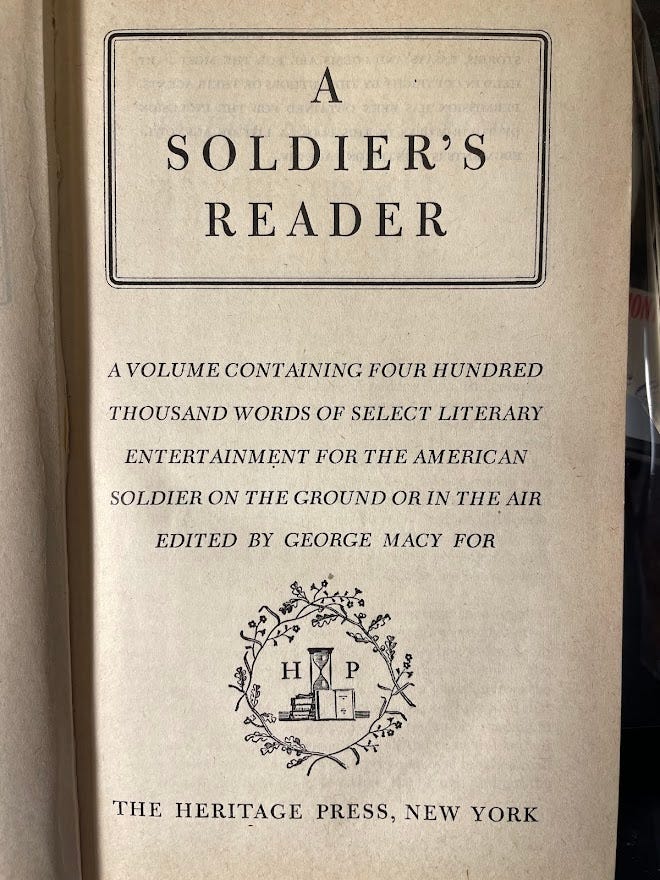 A
SOLDIER'S
READER
A VOLUME CONTAINING FOUR HUNDRED
THOUSAND WORDS OF SELECT LITERARY
ENTERTAINMENT FOR THE AMERICAN
SOLDIER ON THE GROUND OR IN THE AIR
EDITED BY GEORGE MACY FOR
H P
THE HERITAGE PRESS, NEW YORK